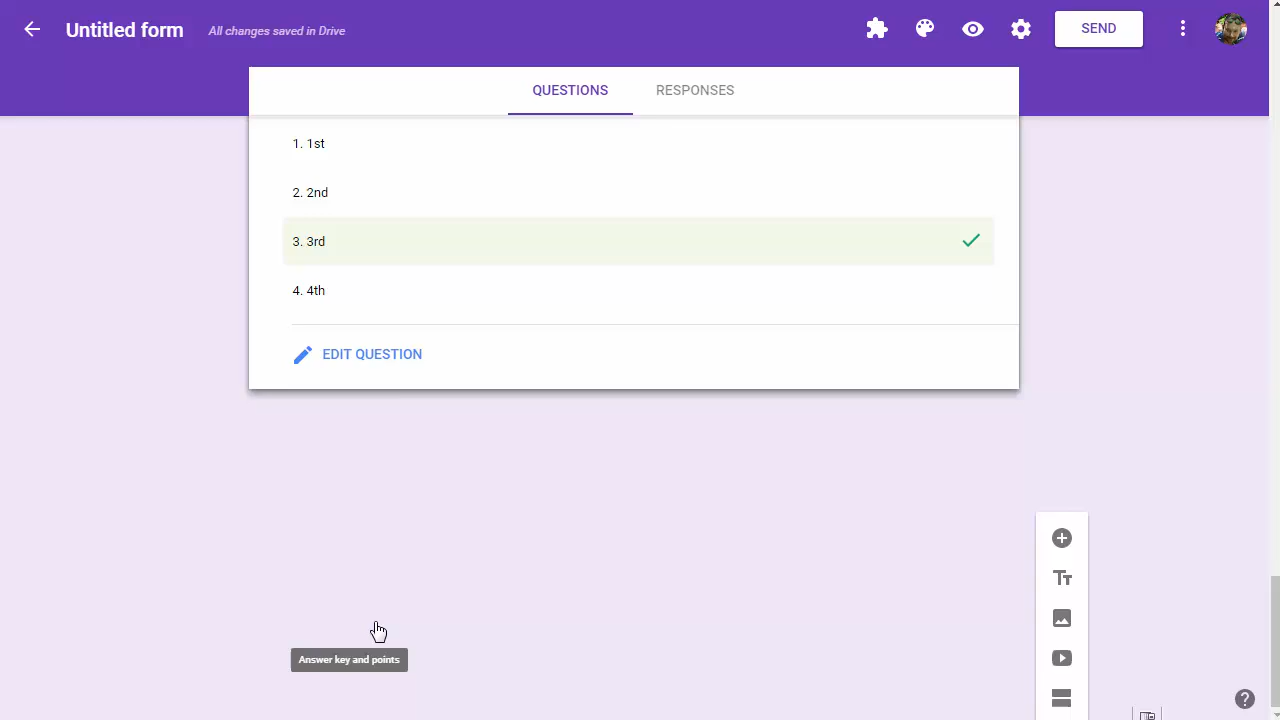 Untitled form
All changes saved in Drive
SEND
QUESTIONS
RESPONSES
1. 1st
2. 2nd
3. 3rd
4. 4th
EDIT QUESTION
Answer key and points